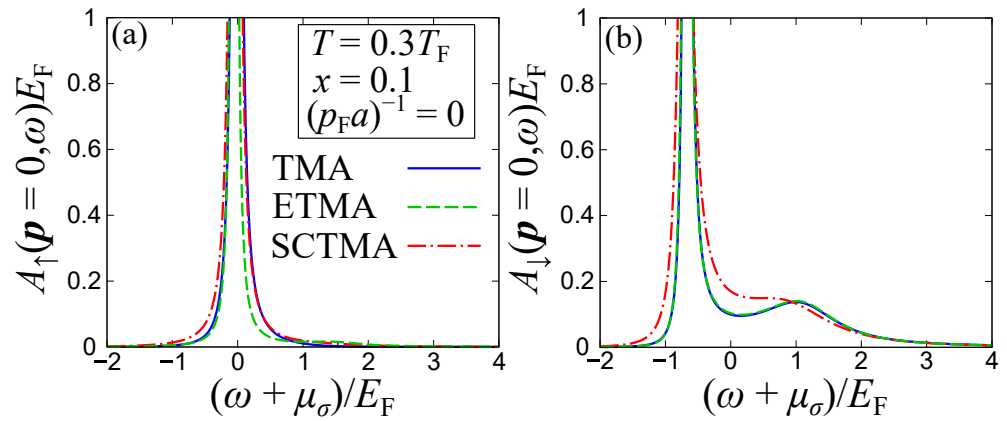 (a)
T = 0.3T_F
x = 0.1
(p_F a)^{-1} = 0
TMA
ETMA
SCTMA
A_↑(p = 0,ω)E_F
1
0.8
0.6
0.4
0.2
0
−2 −1 0 1 2 3 4
(ω + μ_σ)/E_F
(b)
A_↓(p = 0,ω)E_F
1
0.8
0.6
0.4
0.2
0
−2 −1 0 1 2 3 4
(ω + μ_σ)/E_F